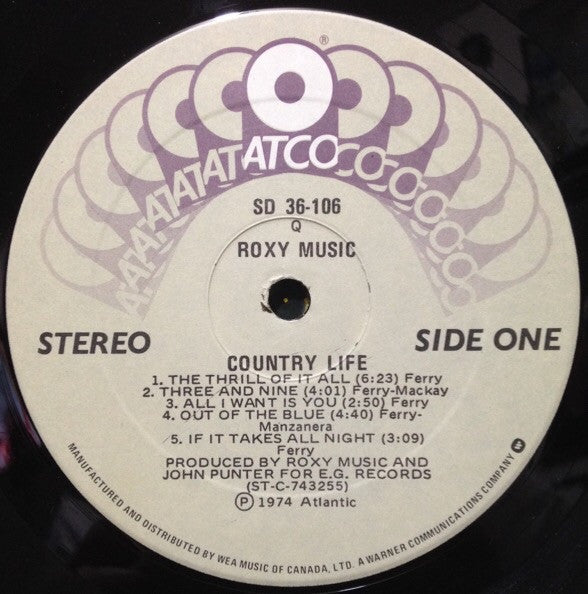 ®
ATATATATATATCOCOCOCOCOCO
SD 36-106
Q
ROXY MUSIC
STEREO
SIDE ONE
COUNTRY LIFE
1. THE THRILL OF IT ALL (6:23) Ferry
2. THREE AND NINE (4:01) Ferry-Mackay
3. ALL I WANT IS YOU (2:50) Ferry
4. OUT OF THE BLUE (4:40) Ferry-
Manzanera
5. IF IT TAKES ALL NIGHT (3:09)
Ferry
PRODUCED BY ROXY MUSIC AND
JOHN PUNTER FOR E.G. RECORDS
(ST-C-743255)
Ⓟ 1974 Atlantic
MANUFACTURED AND DISTRIBUTED BY WEA MUSIC OF CANADA, LTD. A WARNER COMMUNICATIONS COMPANY